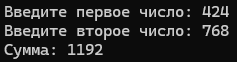 Введите первое число: 424
Введите второе число: 768
Сумма: 1192